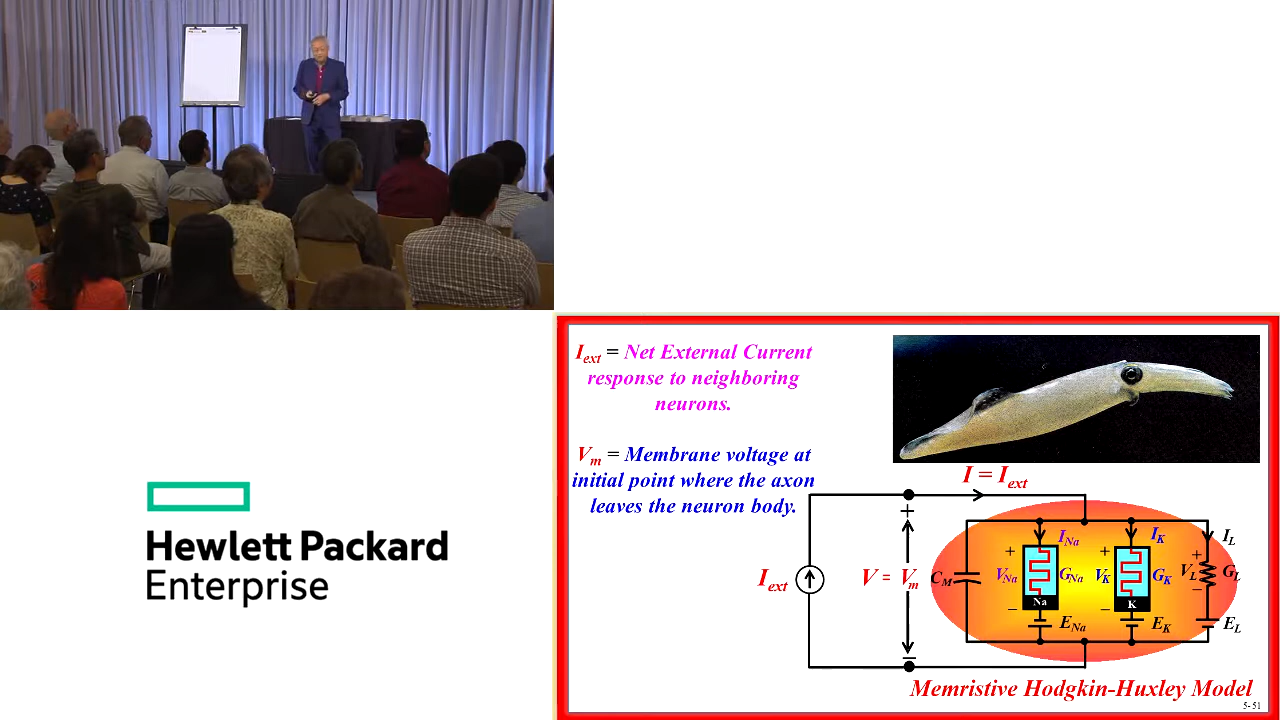 Hewlett Packard
Enterprise
I_ext = Net External Current
response to neighboring
neurons.
V_m = Membrane voltage at
initial point where the axon
leaves the neuron body.
I = I_ext
I_ext
+
V = V_m
−
C_M
I_Na
+
V_Na
G_Na
−
Na
E_Na
I_K
+
V_K
G_K
−
K
E_K
I_L
+
V_L
G_L
−
E_L
Memristive Hodgkin-Huxley Model
5-51